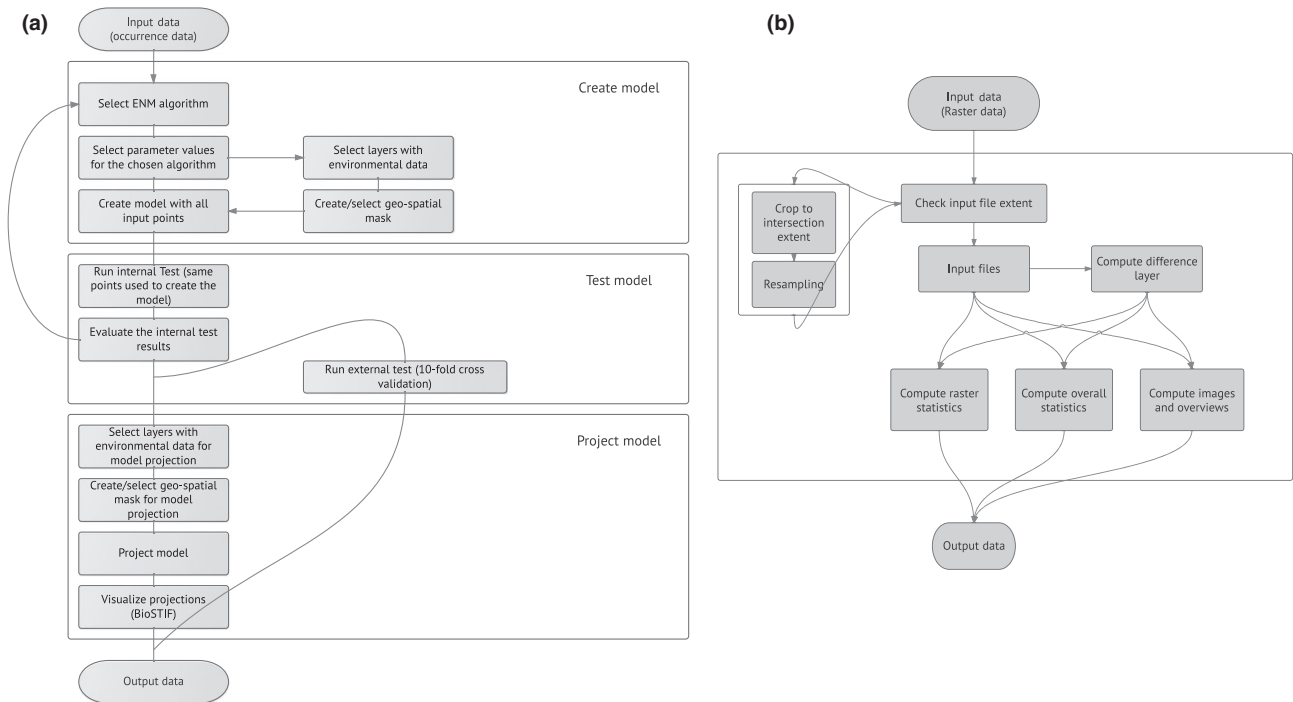 (a)
Input data
(occurrence data)
Create model
Select ENM algorithm
Select parameter values
for the chosen algorithm
Select layers with
environmental data
Create model with all
input points
Create/select geo-spatial
mask
Test model
Run internal Test (same
points used to create the
model)
Evaluate the internal test
results
Run external test (10-fold cross
validation)
Project model
Select layers with
environmental data for
model projection
Create/select geo-spatial
mask for model
projection
Project model
Visualize projections
(BioSTIF)
Output data
(b)
Input data
(Raster data)
Check input file extent
Crop to
intersection
extent
Resampling
Input files
Compute difference
layer
Compute raster
statistics
Compute overall
statistics
Compute images
and overviews
Output data